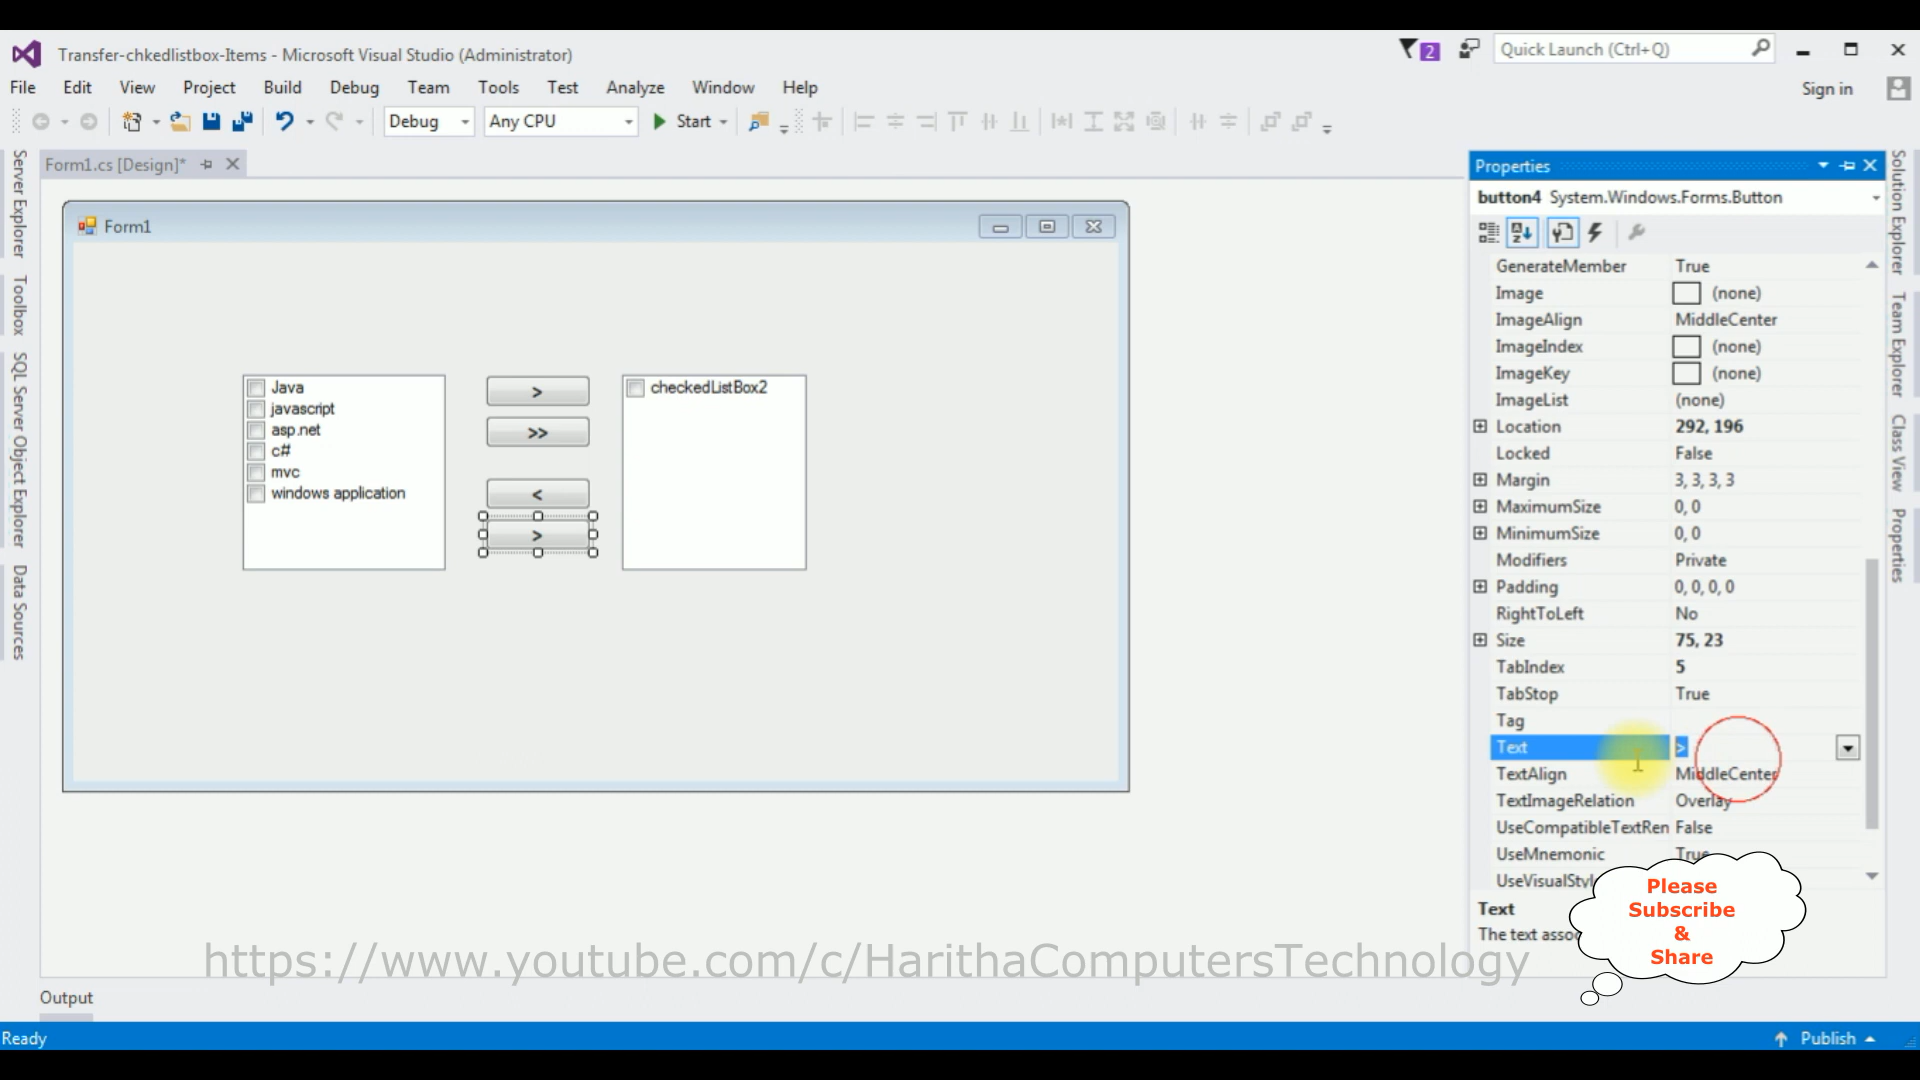 Transfer-chkedlistbox-Items - Microsoft Visual Studio (Administrator)
2
Quick Launch (Ctrl+Q)
File Edit View Project Build Debug Team Tools Test Analyze Window Help
Sign in
Debug
Any CPU
Start
Server Explorer
Toolbox
SQL Server Object Explorer
Data Sources
Form1.cs [Design]*
Form1
Java
javascript
asp.net
c#
mvc
windows application
>
>>
<
>
checkedListBox2
Properties
button4 System.Windows.Forms.Button
GenerateMember True
Image (none)
ImageAlign MiddleCenter
ImageIndex (none)
ImageKey (none)
ImageList (none)
Location 292, 196
Locked False
Margin 3, 3, 3, 3
MaximumSize 0, 0
MinimumSize 0, 0
Modifiers Private
Padding 0, 0, 0, 0
RightToLeft No
Size 75, 23
TabIndex 5
TabStop True
Tag
Text >
TextAlign MiddleCenter
TextImageRelation Overlay
UseCompatibleTextRen False
UseMnemonic True
UseVisualStyl
Text
The text asso
Please
Subscribe
&
Share
Solution Explorer
Team Explorer
Class View
Properties
https://www.youtube.com/c/HarithaComputersTechnology
Output
Ready
Publish